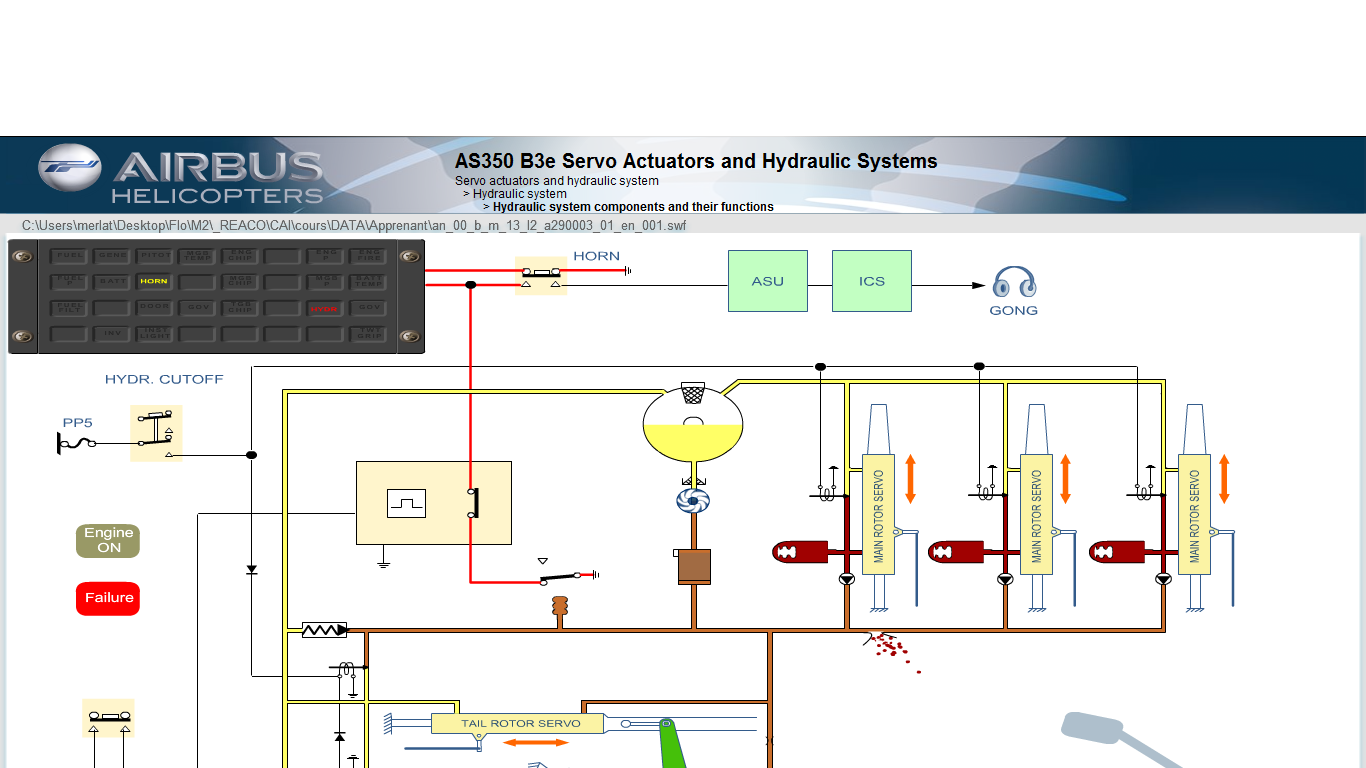 AIRBUS
HELICOPTERS
AS350 B3e Servo Actuators and Hydraulic Systems
Servo actuators and hydraulic system
> Hydraulic system
> Hydraulic system components and their functions
C:\Users\merlat\Desktop\Flo\M2\_REACO\CAI\cours\DATA\Apprenant\an_00_b_m_13_l2_a290003_01_en_001.swf
FUEL GENE PITOT MGB TEMP ENG CHIP ENG P ENG FIRE
FUEL P BATT HORN MGB CHIP MGB P BATT TEMP
FUEL FILT DOOR GOV TGB CHIP HYDR GOV
INV INST LIGHT TWT GRIP
HORN
ASU
ICS
GONG
HYDR. CUTOFF
PP5
Engine
ON
Failure
MAIN ROTOR SERVO
MAIN ROTOR SERVO
MAIN ROTOR SERVO
TAIL ROTOR SERVO